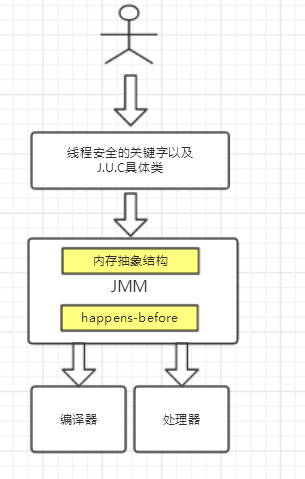 线程安全的关键字以及
J.U.C具体类
内存抽象结构
JMM
happens-before
编译器
处理器